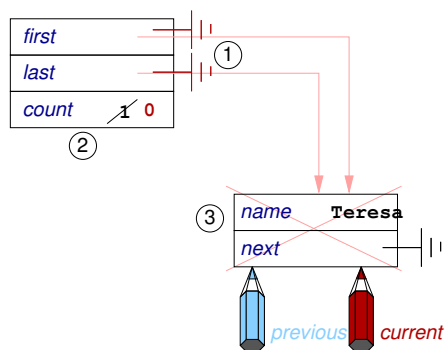 first
1
last
count 1 0
2
3
name Teresa
next
previous current